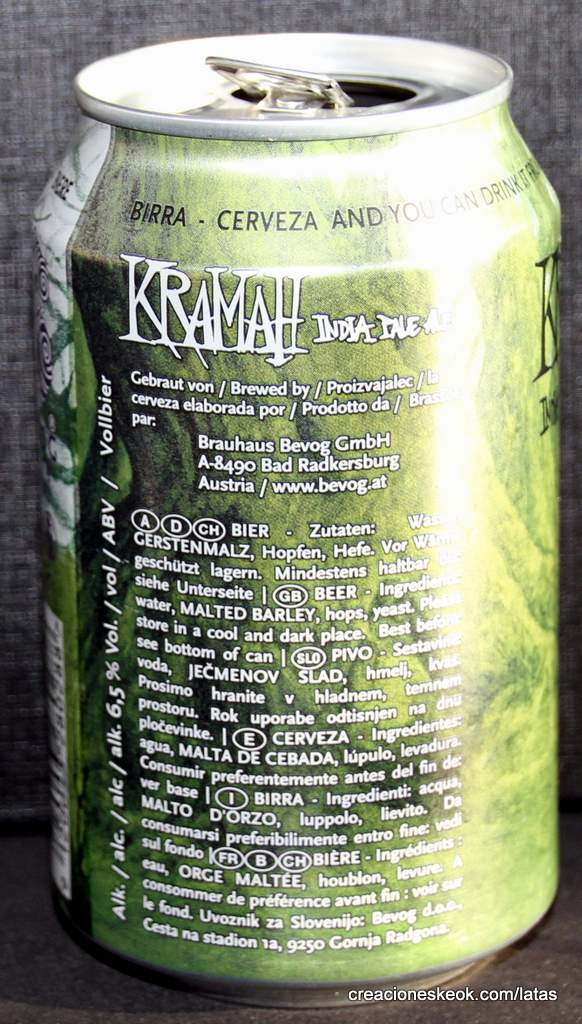 BIRRA - CERVEZA AND YOU CAN DRINK IT
KRAMAH INDIA PALE ALE
Gebraut von / Brewed by / Proizvajalec / la
cerveza elaborada por / Prodotto da /
par:
Brauhaus Bevog GmbH
A-8490 Bad Radkersburg
Austria / www.bevog.at
A D CH BIER - Zutaten:
GERSTENMALZ, Hopfen, Hefe. Vor Wärme
geschützt lagern. Mindestens haltbar
siehe Unterseite | GB BEER - Ingredients:
water, MALTED BARLEY, hops, yeast. Please
store in a cool and dark place. Best before:
see bottom of can | SLO PIVO - Sestavine:
voda, JEČMENOV SLAD, hmelj, kvas.
Prosimo hranite v hladnem, temnem
prostoru. Rok uporabe odtisnjen na dnu
pločevinke. | E CERVEZA - Ingredientes:
agua, MALTA DE CEBADA, lúpulo, levadura.
Consumir preferentemente antes del fin de:
ver base | I BIRRA - Ingredienti: acqua,
MALTO D'ORZO, luppolo, lievito. Da
consumarsi preferibilimente entro fine: vedi
sul fondo | FR B CH BIÈRE - Ingrédients :
eau, ORGE MALTÉE, houblon, levure. A
consommer de préférence avant fin : voir sur
le fond. Uvoznik za Slovenijo: Bevog d.o.o.,
Cesta na stadion 1a, 9250 Gornja Radgona.
Alk. / alc. / alc / alk. 6,5 % Vol. / vol / ABV / Vollbier
creacioneskeok.com/latas